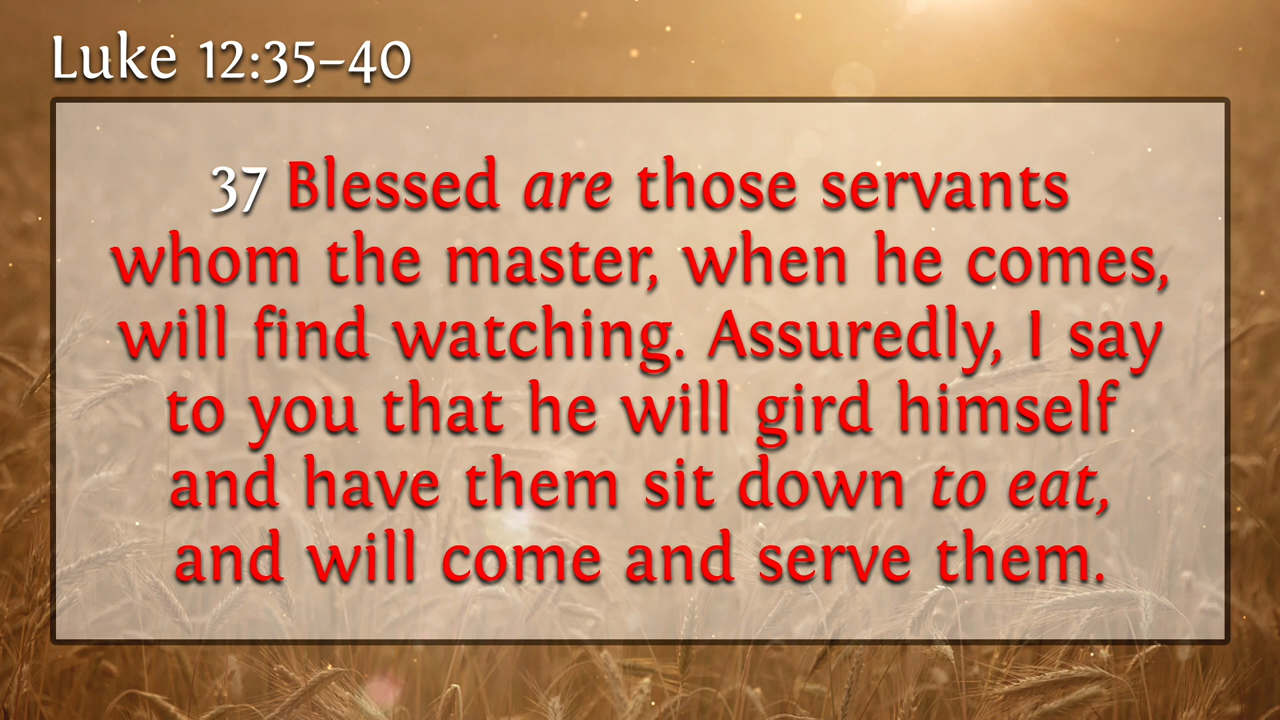 Luke 12:35–40
37 Blessed are those servants
whom the master, when he comes,
will find watching. Assuredly, I say
to you that he will gird himself
and have them sit down to eat,
and will come and serve them.